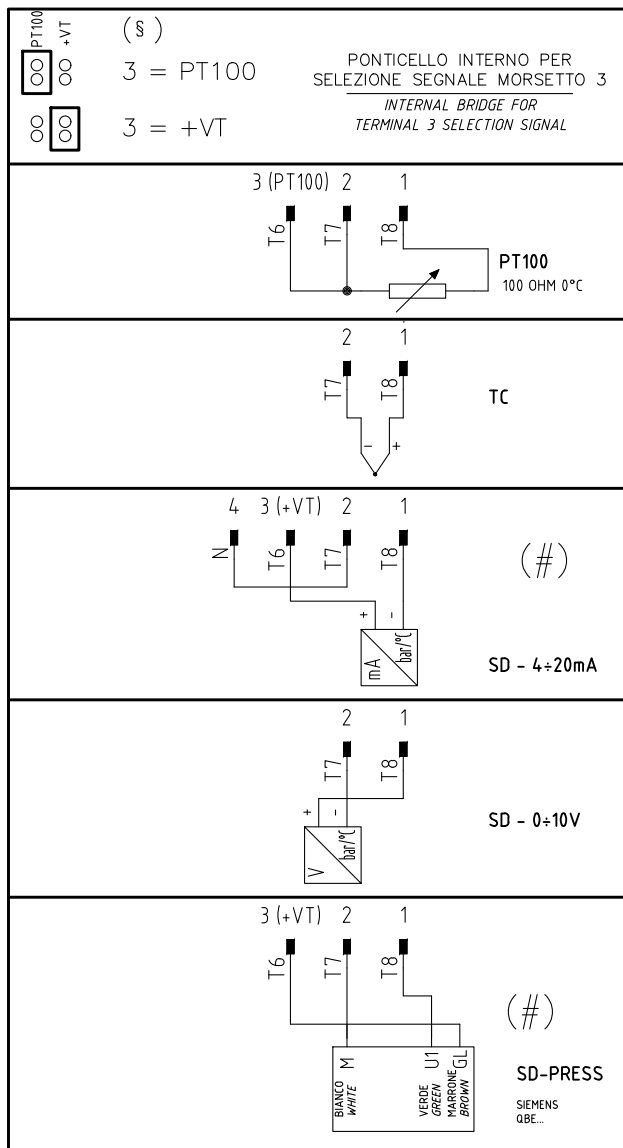 PT100
+VT
(§)
3 = PT100
3 = +VT
PONTICELLO INTERNO PER
SELEZIONE SEGNALE MORSETTO 3
INTERNAL BRIDGE FOR
TERMINAL 3 SELECTION SIGNAL
3 (PT100) 2 1
T6 T7 T8
PT100
100 OHM 0°C
2 1
T7 T8
TC
- +
4 3 (+VT) 2 1
N T6 T7 T8
(#)
+ -
mA bar/°C
SD - 4÷20mA
2 1
T7 T8
+ -
V bar/°C
SD - 0÷10V
3 (+VT) 2 1
T6 T7 T8
(#)
M U1 GL
BIANCO
WHITE
VERDE
GREEN
MARRONE
BROWN
SD-PRESS
SIEMENS
QBE...